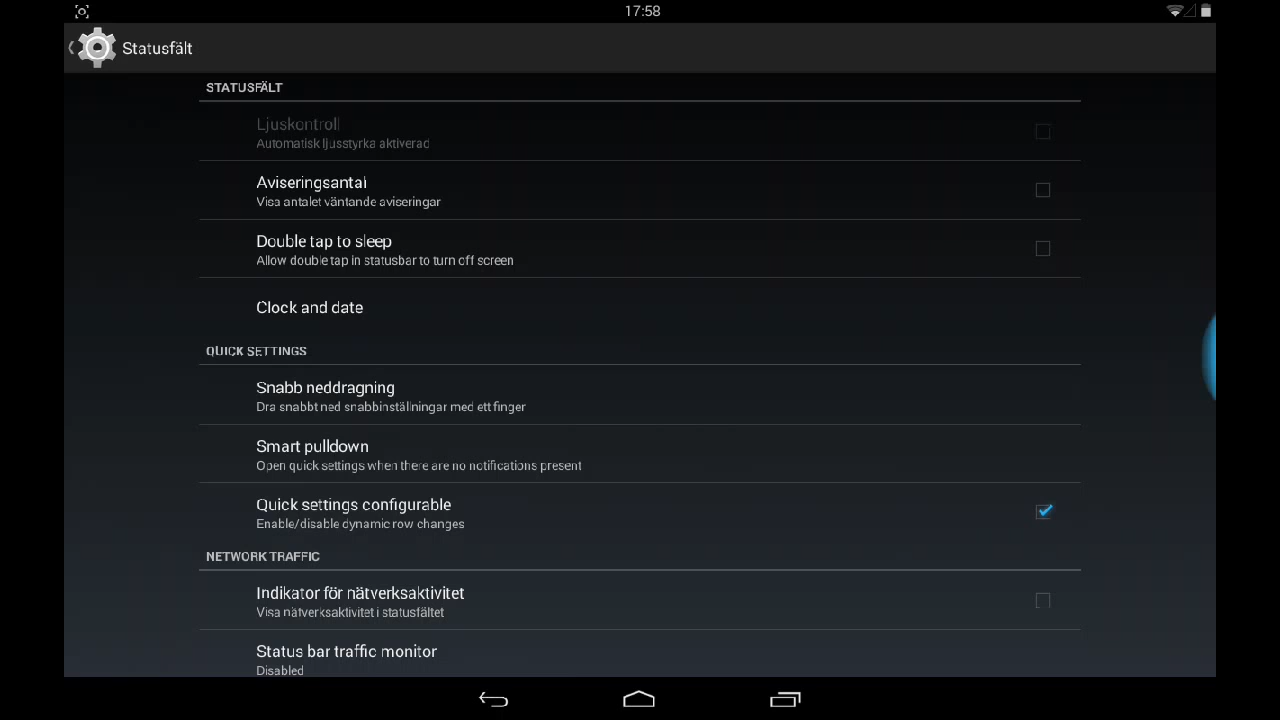 17:58
Statusfält
STATUSFÄLT
Ljuskontroll
Automatisk ljusstyrka aktiverad
Aviseringsantal
Visa antalet väntande aviseringar
Double tap to sleep
Allow double tap in statusbar to turn off screen
Clock and date
QUICK SETTINGS
Snabb neddragning
Dra snabbt ned snabbinställningar med ett finger
Smart pulldown
Open quick settings when there are no notifications present
Quick settings configurable
Enable/disable dynamic row changes
NETWORK TRAFFIC
Indikator för nätverksaktivitet
Visa nätverksaktivitet i statusfältet
Status bar traffic monitor
Disabled